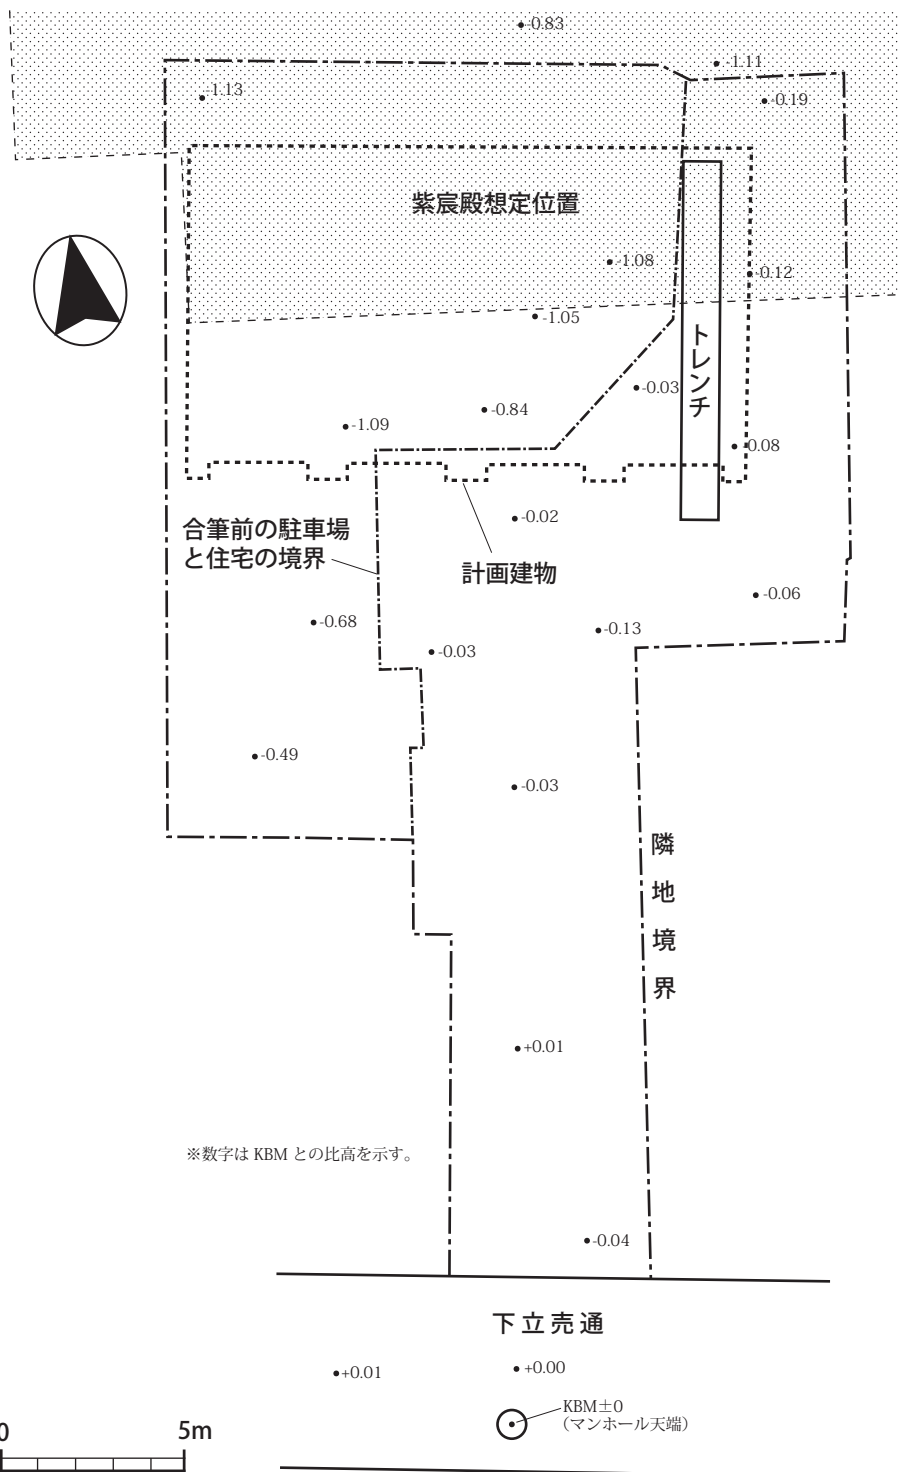 -0.83
-1.11
-1.13
-0.19
紫宸殿想定位置
-1.08
-0.12
-1.05
トレンチ
-0.03
-0.84
-1.09
-0.08
-0.02
合筆前の駐車場
と住宅の境界
計画建物
-0.06
-0.68
-0.13
-0.03
-0.49
-0.03
隣地境界
+0.01
※数字は KBM との比高を示す。
-0.04
下立売通
+0.01
+0.00
KBM±0
（マンホール天端）
0
5m